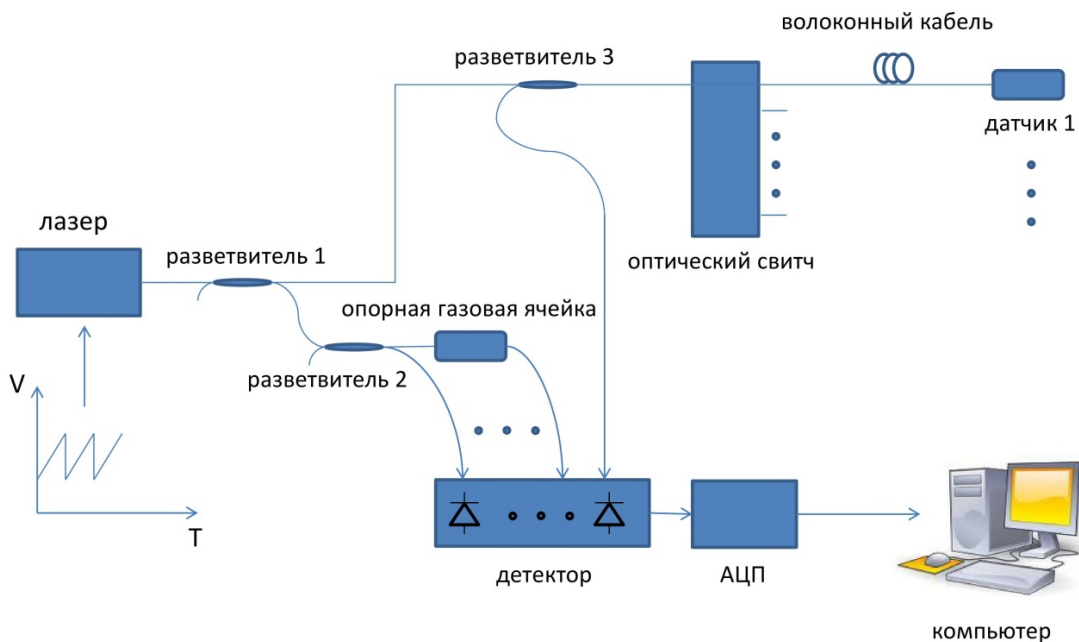 волоконный кабель
разветвитель 3
датчик 1
лазер
разветвитель 1
оптический свитч
опорная газовая ячейка
разветвитель 2
V
T
детектор
АЦП
компьютер